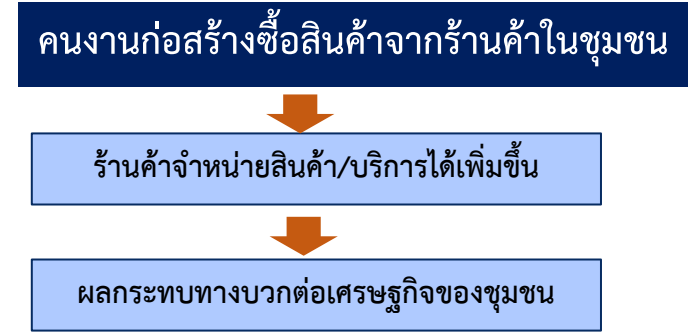 คนงานก่อสร้างซื้อสินค้าจากร้านค้าในชุมชน
ร้านค้าจำหน่ายสินค้า/บริการได้เพิ่มขึ้น
ผลกระทบทางบวกต่อเศรษฐกิจของชุมชน